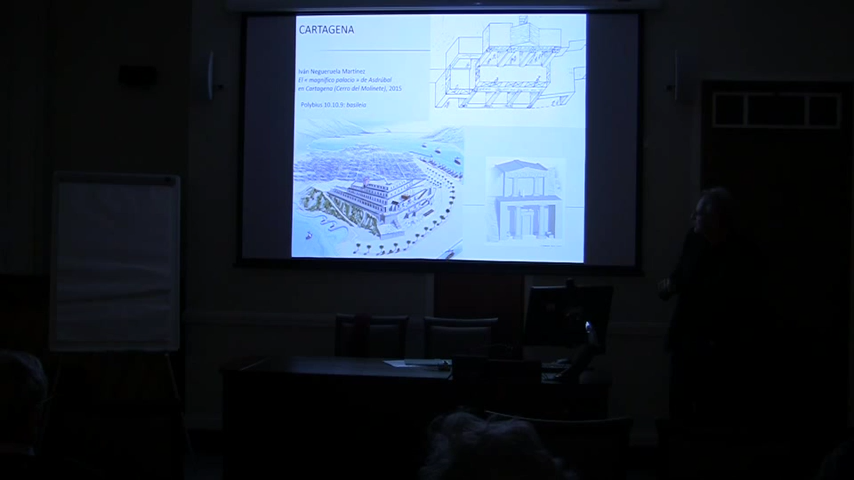 CARTAGENA
Iván Negueruela Martínez
El « magnífico palacio » de Asdrúbal
en Cartagena (Cerro del Molinete), 2015
Polybius 10.10.9: basileia